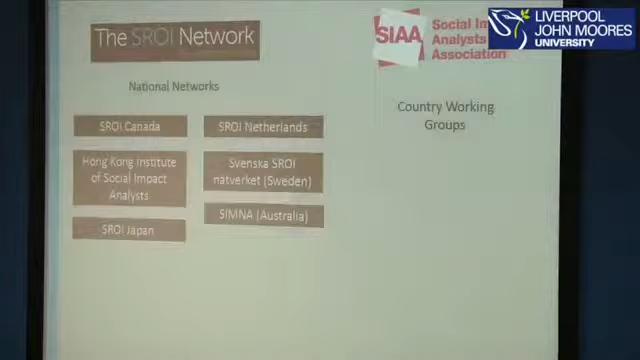 The SROI Network
SIAA
Social
Analysts
Association
LIVERPOOL
JOHN MOORES
UNIVERSITY
National Networks
Country Working
Groups
SROI Canada
SROI Netherlands
Hong Kong Institute
of Social Impact
Analysts
Svenska SROI
natverket (Sweden)
SROI Japan
SIMNA (Australia)